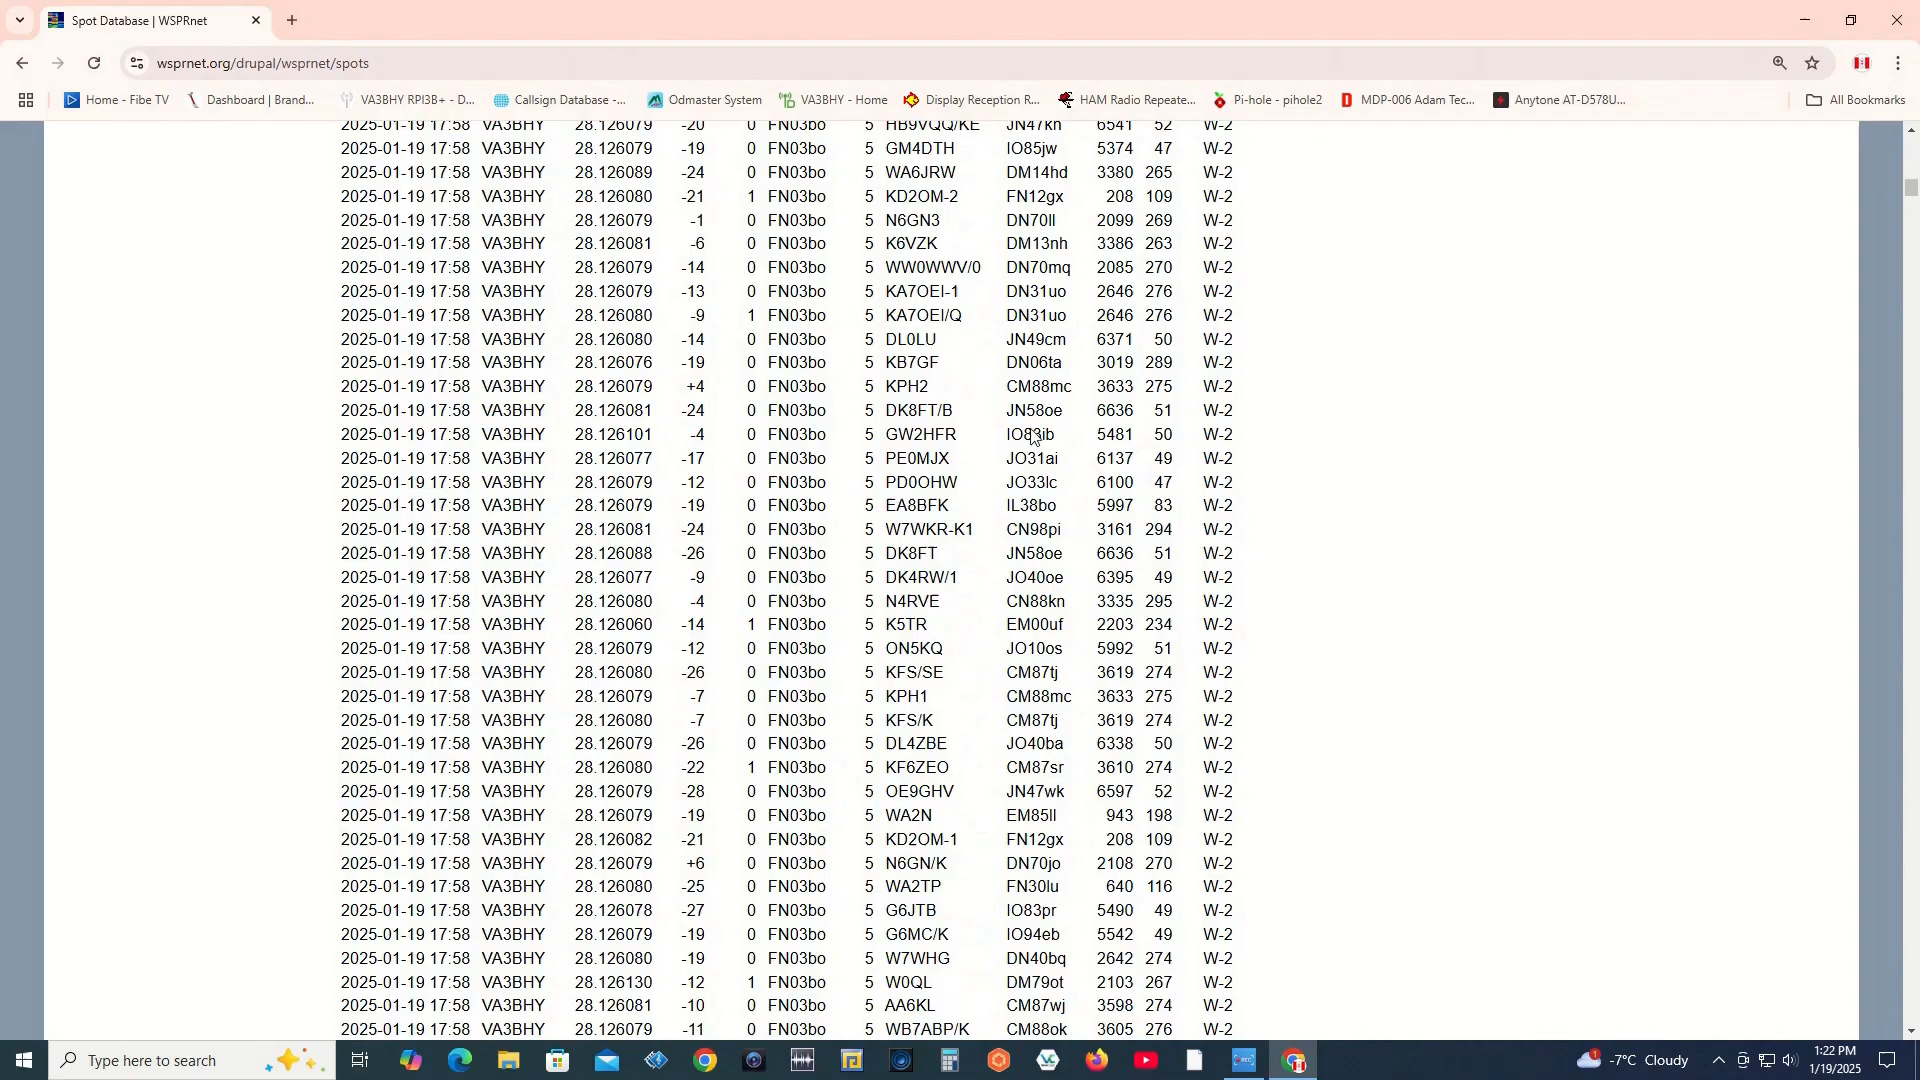 Spot Database | WSPRnet
wsprnet.org/drupal/wsprnet/spots
Home - Fibe TV Dashboard | Brand... VA3BHY RPI3B+ - D... Callsign Database -... Odmaster System VA3BHY - Home Display Reception R... HAM Radio Repeate... Pi-hole - pihole2 MDP-006 Adam Tec... Anytone AT-D578U... All Bookmarks
2025-01-19 17:58 VA3BHY 28.126079 -20 0 FN03bo 5 HB9VQQ/KE JN47kh 6541 52 W-2
2025-01-19 17:58 VA3BHY 28.126079 -19 0 FN03bo 5 GM4DTH IO85jw 5374 47 W-2
2025-01-19 17:58 VA3BHY 28.126089 -24 0 FN03bo 5 WA6JRW DM14hd 3380 265 W-2
2025-01-19 17:58 VA3BHY 28.126080 -21 1 FN03bo 5 KD2OM-2 FN12gx 208 109 W-2
2025-01-19 17:58 VA3BHY 28.126079 -1 0 FN03bo 5 N6GN3 DN70ll 2099 269 W-2
2025-01-19 17:58 VA3BHY 28.126081 -6 0 FN03bo 5 K6VZK DM13nh 3386 263 W-2
2025-01-19 17:58 VA3BHY 28.126079 -14 0 FN03bo 5 WW0WWV/0 DN70mq 2085 270 W-2
2025-01-19 17:58 VA3BHY 28.126079 -13 0 FN03bo 5 KA7OEI-1 DN31uo 2646 276 W-2
2025-01-19 17:58 VA3BHY 28.126080 -9 1 FN03bo 5 KA7OEI/Q DN31uo 2646 276 W-2
2025-01-19 17:58 VA3BHY 28.126080 -14 0 FN03bo 5 DL0LU JN49cm 6371 50 W-2
2025-01-19 17:58 VA3BHY 28.126076 -19 0 FN03bo 5 KB7GF DN06ta 3019 289 W-2
2025-01-19 17:58 VA3BHY 28.126079 +4 0 FN03bo 5 KPH2 CM88mc 3633 275 W-2
2025-01-19 17:58 VA3BHY 28.126081 -24 0 FN03bo 5 DK8FT/B JN58oe 6636 51 W-2
2025-01-19 17:58 VA3BHY 28.126101 -4 0 FN03bo 5 GW2HFR IO83ib 5481 50 W-2
2025-01-19 17:58 VA3BHY 28.126077 -17 0 FN03bo 5 PE0MJX JO31ai 6137 49 W-2
2025-01-19 17:58 VA3BHY 28.126079 -12 0 FN03bo 5 PD0OHW JO33lc 6100 47 W-2
2025-01-19 17:58 VA3BHY 28.126079 -19 0 FN03bo 5 EA8BFK IL38bo 5997 83 W-2
2025-01-19 17:58 VA3BHY 28.126081 -24 0 FN03bo 5 W7WKR-K1 CN98pi 3161 294 W-2
2025-01-19 17:58 VA3BHY 28.126088 -26 0 FN03bo 5 DK8FT JN58oe 6636 51 W-2
2025-01-19 17:58 VA3BHY 28.126077 -9 0 FN03bo 5 DK4RW/1 JO40oe 6395 49 W-2
2025-01-19 17:58 VA3BHY 28.126080 -4 0 FN03bo 5 N4RVE CN88kn 3335 295 W-2
2025-01-19 17:58 VA3BHY 28.126060 -14 1 FN03bo 5 K5TR EM00uf 2203 234 W-2
2025-01-19 17:58 VA3BHY 28.126079 -12 0 FN03bo 5 ON5KQ JO10os 5992 51 W-2
2025-01-19 17:58 VA3BHY 28.126080 -26 0 FN03bo 5 KFS/SE CM87tj 3619 274 W-2
2025-01-19 17:58 VA3BHY 28.126079 -7 0 FN03bo 5 KPH1 CM88mc 3633 275 W-2
2025-01-19 17:58 VA3BHY 28.126080 -7 0 FN03bo 5 KFS/K CM87tj 3619 274 W-2
2025-01-19 17:58 VA3BHY 28.126079 -26 0 FN03bo 5 DL4ZBE JO40ba 6338 50 W-2
2025-01-19 17:58 VA3BHY 28.126080 -22 1 FN03bo 5 KF6ZEO CM87sr 3610 274 W-2
2025-01-19 17:58 VA3BHY 28.126079 -28 0 FN03bo 5 OE9GHV JN47wk 6597 52 W-2
2025-01-19 17:58 VA3BHY 28.126079 -19 0 FN03bo 5 WA2N EM85ll 943 198 W-2
2025-01-19 17:58 VA3BHY 28.126082 -21 0 FN03bo 5 KD2OM-1 FN12gx 208 109 W-2
2025-01-19 17:58 VA3BHY 28.126079 +6 0 FN03bo 5 N6GN/K DN70jo 2108 270 W-2
2025-01-19 17:58 VA3BHY 28.126080 -25 0 FN03bo 5 WA2TP FN30lu 640 116 W-2
2025-01-19 17:58 VA3BHY 28.126078 -27 0 FN03bo 5 G6JTB IO83pr 5490 49 W-2
2025-01-19 17:58 VA3BHY 28.126079 -19 0 FN03bo 5 G6MC/K IO94eb 5542 49 W-2
2025-01-19 17:58 VA3BHY 28.126080 -19 0 FN03bo 5 W7WHG DN40bq 2642 274 W-2
2025-01-19 17:58 VA3BHY 28.126130 -12 1 FN03bo 5 W0QL DM79ot 2103 267 W-2
2025-01-19 17:58 VA3BHY 28.126081 -10 0 FN03bo 5 AA6KL CM87wj 3598 274 W-2
2025-01-19 17:58 VA3BHY 28.126079 -11 0 FN03bo 5 WB7ABP/K CM88ok 3605 276 W-2
Type here to search
-7°C Cloudy
1:22 PM
1/19/2025